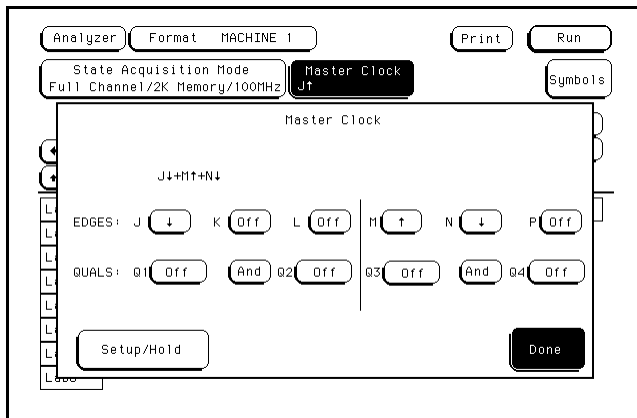 Analyzer Format MACHINE 1 Print Run
State Acquisition Mode
Full Channel/2K Memory/100MHz
Master Clock
J↑
Symbols
Master Clock
J↓+M↑+N↓
EDGES: J ↓ K Off L Off M ↑ N ↓ P Off
QUALS: Q1 Off And Q2 Off Q3 Off And Q4 Off
Setup/Hold Done